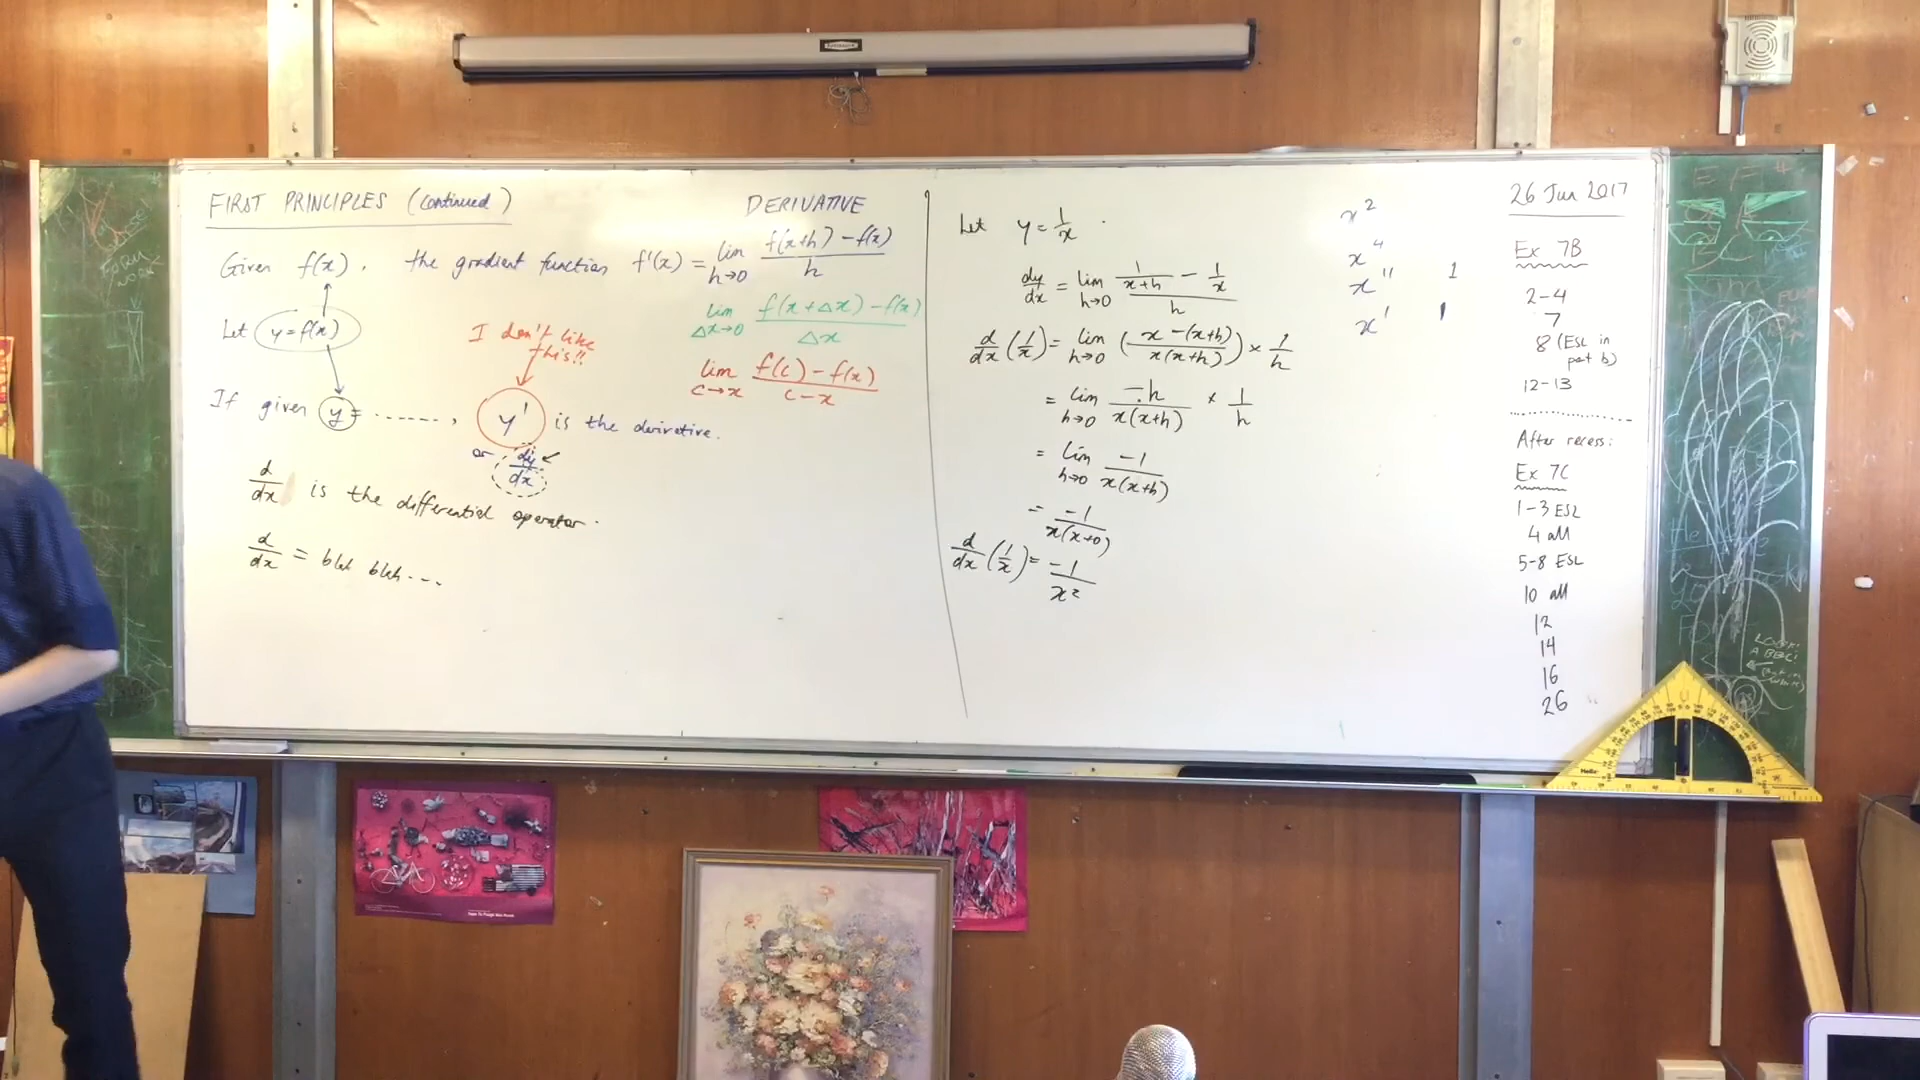 FIRST PRINCIPLES (continued)
DERIVATIVE
Given f(x), the gradient function f'(x) = lim h→0 (f(x+h) - f(x))/h
lim Δx→0 (f(x+Δx) - f(x))/Δx
Let y=f(x)
I don't like this!!
lim c→x (f(c) - f(x))/(c-x)
If given y= ......., y' is the derivative.
or dy/dx
d/dx is the differential operator.
d/dx = blah blah...
Let y = 1/x
dy/dx = lim h→0 (1/(x+h) - 1/x)/h
d/dx (1/x) = lim h→0 (x-(x+h)/x(x+h)) × 1/h
= lim h→0 -h/x(x+h) × 1/h
= lim h→0 -1/x(x+h)
= -1/x(x+0)
d/dx (1/x) = -1/x²
x²
x⁴
x" 1
x' 1
26 Jun 2017
Ex 7B
2-4
7
8 (ESL in
part b)
12-13
After recess:
Ex 7C
1-3 ESL
4 all
5-8 ESL
10 all
12
14
16
26